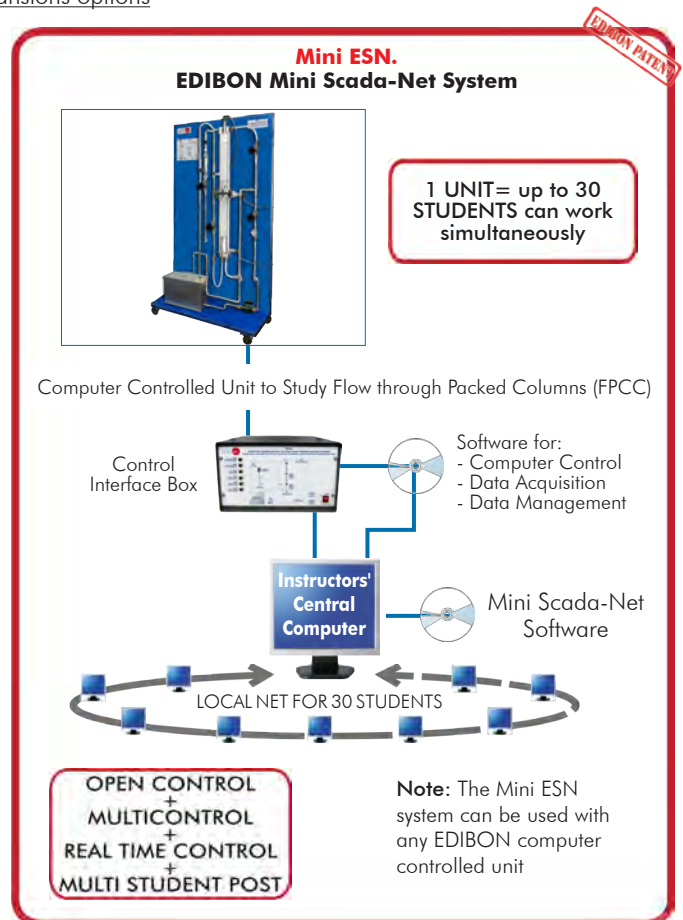 EDIBON PATENT
Mini ESN.
EDIBON Mini Scada-Net System
1 UNIT= up to 30
STUDENTS can work
simultaneously
Computer Controlled Unit to Study Flow through Packed Columns (FPCC)
Control
Interface Box
Software for:
- Computer Control
- Data Acquisition
- Data Management
Instructors'
Central
Computer
Mini Scada-Net
Software
LOCAL NET FOR 30 STUDENTS
OPEN CONTROL
+
MULTICONTROL
+
REAL TIME CONTROL
+
MULTI STUDENT POST
Note: The Mini ESN
system can be used with
any EDIBON computer
controlled unit